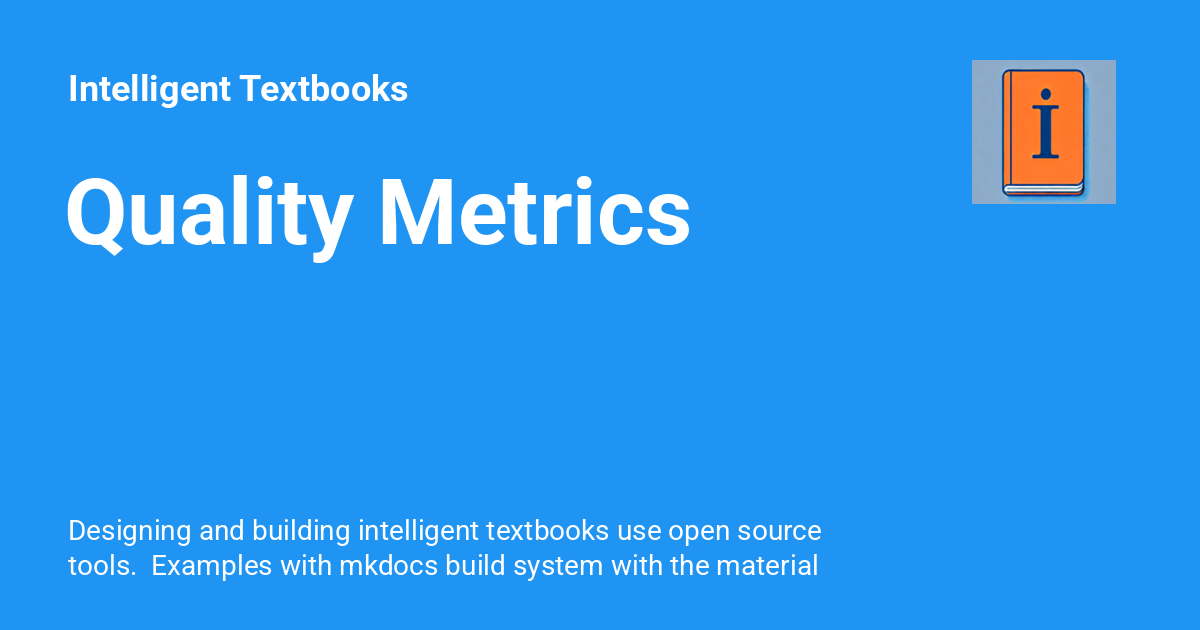 Intelligent Textbooks
i
Quality Metrics
Designing and building intelligent textbooks use open source
tools.  Examples with mkdocs build system with the material